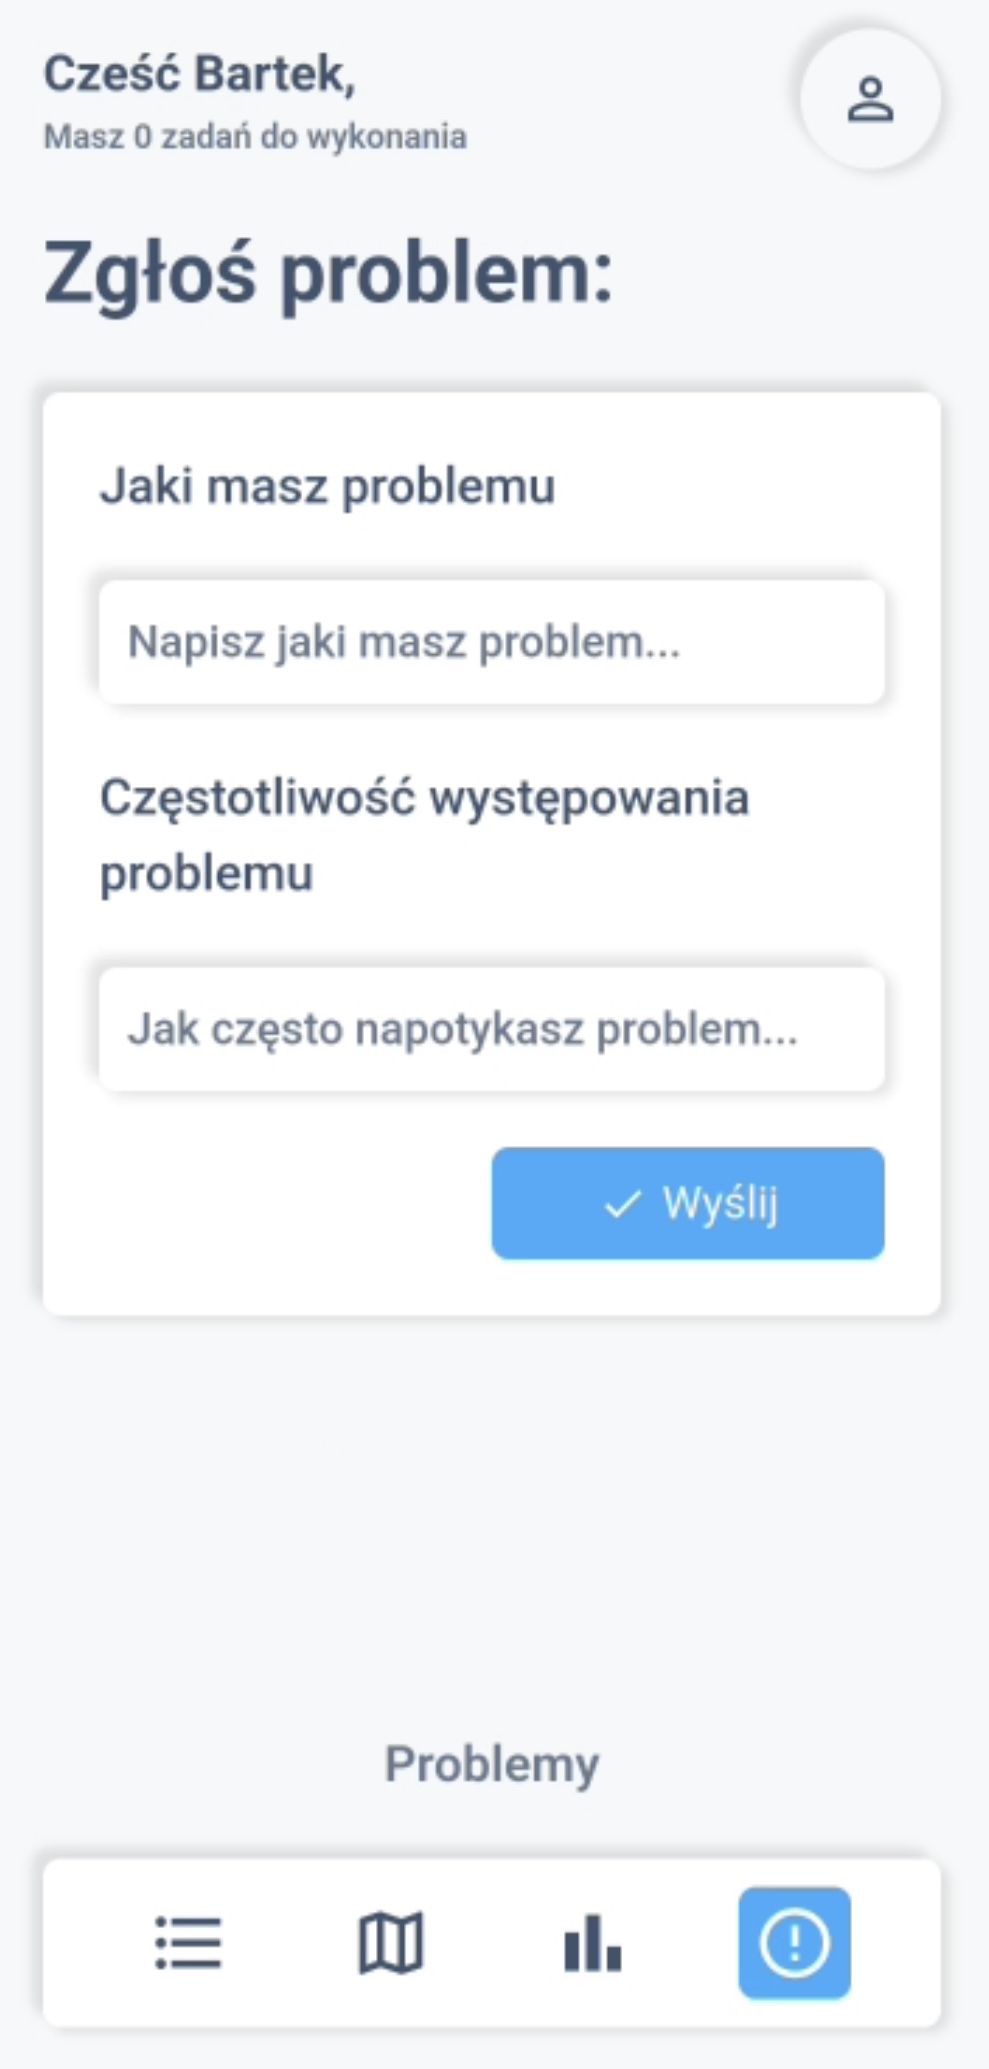 Cześć Bartek,
Masz 0 zadań do wykonania
Zgłoś problem:
Jaki masz problemu
Napisz jaki masz problem...
Częstotliwość występowania
problemu
Jak często napotykasz problem...
Wyślij
Problemy